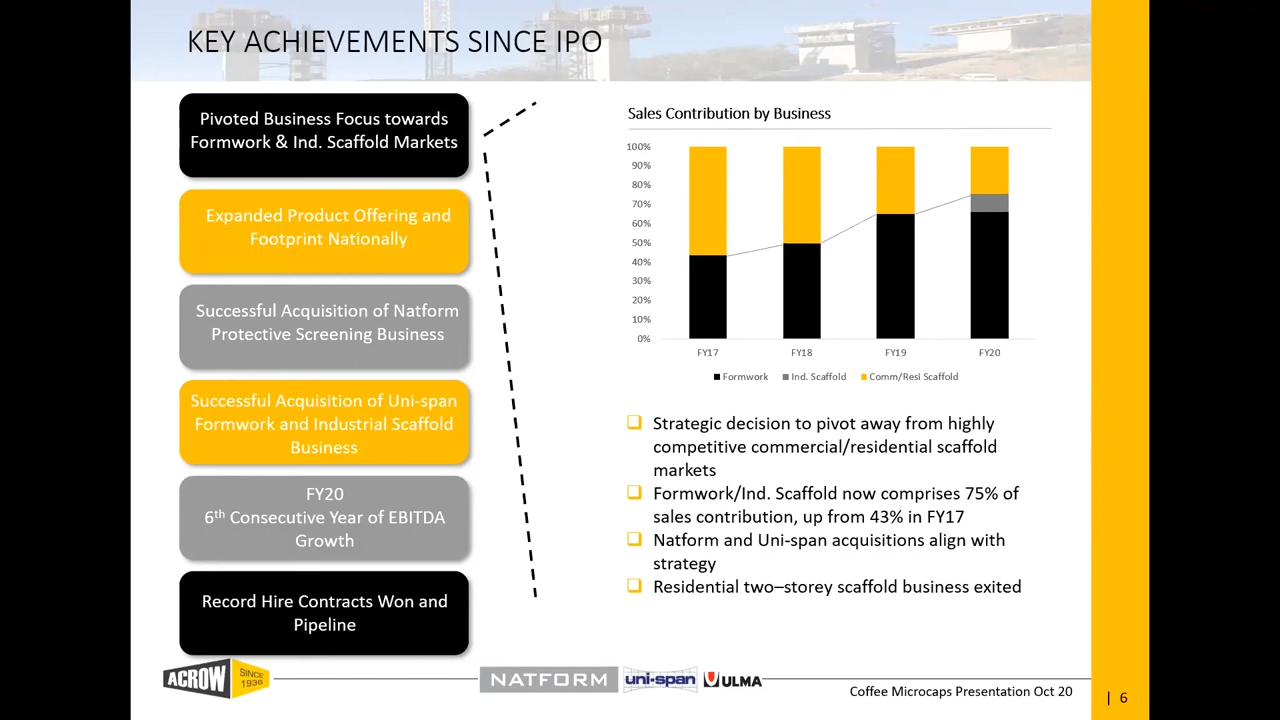 KEY ACHIEVEMENTS SINCE IPO
Pivoted Business Focus towards
Formwork & Ind. Scaffold Markets
Expanded Product Offering and
Footprint Nationally
Successful Acquisition of Natform
Protective Screening Business
Successful Acquisition of Uni-span
Formwork and Industrial Scaffold
Business
FY20
6th Consecutive Year of EBITDA
Growth
Record Hire Contracts Won and
Pipeline
Sales Contribution by Business
100%
90%
80%
70%
60%
50%
40%
30%
20%
10%
0%
FY17 FY18 FY19 FY20
Formwork Ind. Scaffold Comm/Resi Scaffold
Strategic decision to pivot away from highly
competitive commercial/residential scaffold
markets
Formwork/Ind. Scaffold now comprises 75% of
sales contribution, up from 43% in FY17
Natform and Uni-span acquisitions align with
strategy
Residential two–storey scaffold business exited
ACROW SINCE 1936
NATFORM
uni-span
ULMA
Coffee Microcaps Presentation Oct 20
| 6